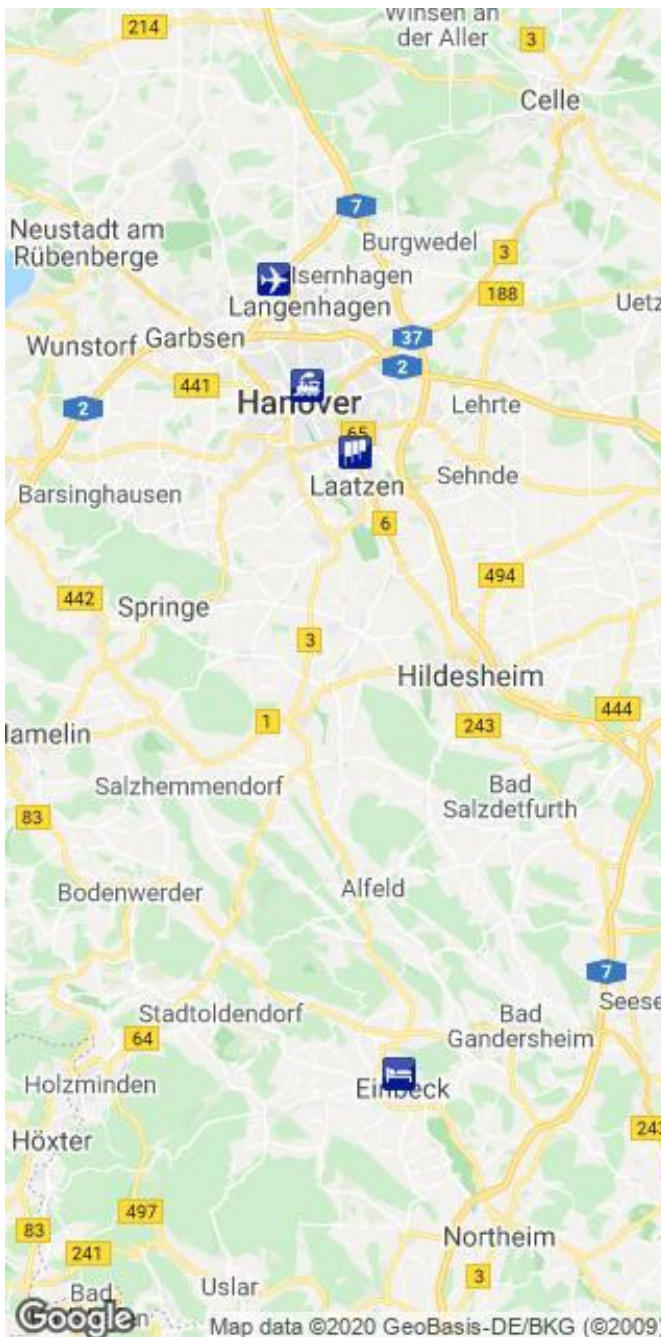 214
Winsen an
der Aller
3
Celle
7
Neustadt am
Rübenberge
Burgwedel
3
Isernhagen
188
Langenhagen
Uetz
37
Wunstorf
Garbsen
2
441
2
Hanover
Lehrte
65
Laatzen
Sehnde
Barsinghausen
6
494
442
Springe
3
Hildesheim
444
1
243
Hamelin
Salzhemmendorf
Bad
Salzdetfurth
83
Bodenwerder
Alfeld
7
Seese
Stadtoldendorf
Bad
Gandersheim
64
Holzminden
Einbeck
243
Höxter
497
83
241
Northeim
3
Uslar
Bad
Google
Map data ©2020 GeoBasis-DE/BKG (©2009)